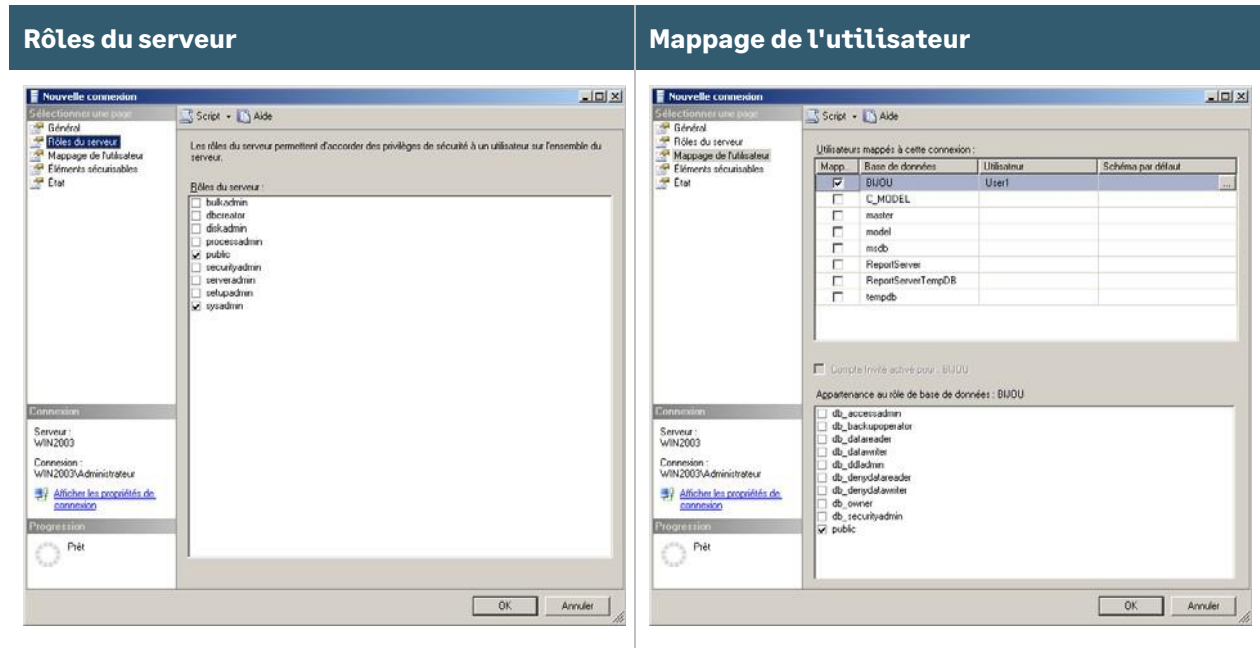 Rôles du serveur
Nouvelle connexion
Sélectionner une page
Général
Rôles du serveur
Mappage de l'utilisateur
Éléments sécurisables
État
Script Aide
Les rôles du serveur permettent d'accorder des privilèges de sécurité à un utilisateur sur l'ensemble du
serveur.
Rôles du serveur :
bulkadmin
dbcreator
diskadmin
processadmin
public
securityadmin
serveradmin
setupadmin
sysadmin
Connexion
Serveur :
WIN2003
Connexion :
WIN2003\Administrateur
Afficher les propriétés de
connexion
Progression
Prêt
OK Annuler
Mappage de l'utilisateur
Nouvelle connexion
Sélectionner une page
Général
Rôles du serveur
Mappage de l'utilisateur
Éléments sécurisables
État
Script Aide
Utilisateurs mappés à cette connexion :
Mapp... Base de données Utilisateur Schéma par défaut
BIJOU User1 ...
C_MODEL
master
model
msdb
ReportServer
ReportServerTempDB
tempdb
Compte Invité activé pour : BIJOU
Appartenance au rôle de base de données : BIJOU
db_accessadmin
db_backupoperator
db_datareader
db_datawriter
db_ddladmin
db_denydatareader
db_denydatawriter
db_owner
db_securityadmin
public
Connexion
Serveur :
WIN2003
Connexion :
WIN2003\Administrateur
Afficher les propriétés de
connexion
Progression
Prêt
OK Annuler